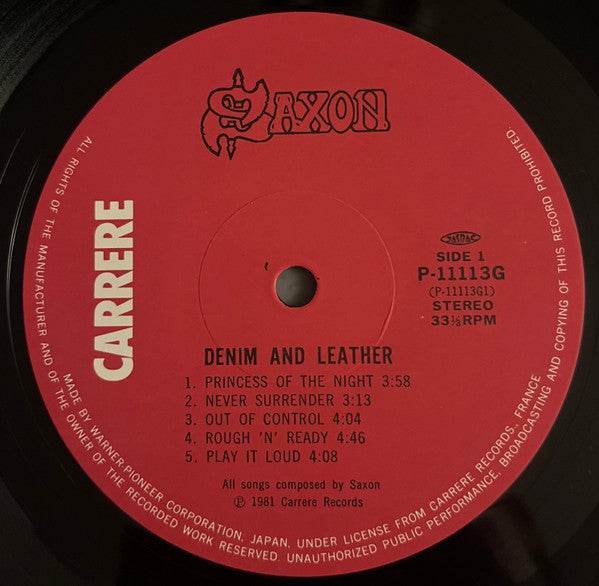 SAXON
CARRERE
JASRAC
SIDE 1
P-11113G
(P-11113G1)
STEREO
33⅓RPM
DENIM AND LEATHER
1. PRINCESS OF THE NIGHT 3:58
2. NEVER SURRENDER 3:13
3. OUT OF CONTROL 4:04
4. ROUGH 'N' READY 4:46
5. PLAY IT LOUD 4:08
All songs composed by Saxon
Ⓟ 1981 Carrere Records
ALL RIGHTS OF THE MANUFACTURER AND OF THE OWNER OF THE RECORDED WORK RESERVED. UNAUTHORIZED PUBLIC PERFORMANCE, BROADCASTING AND COPYING OF THIS RECORD PROHIBITED.
MADE BY WARNER-PIONEER CORPORATION, JAPAN, UNDER LICENSE FROM CARRERE RECORDS., FRANCE